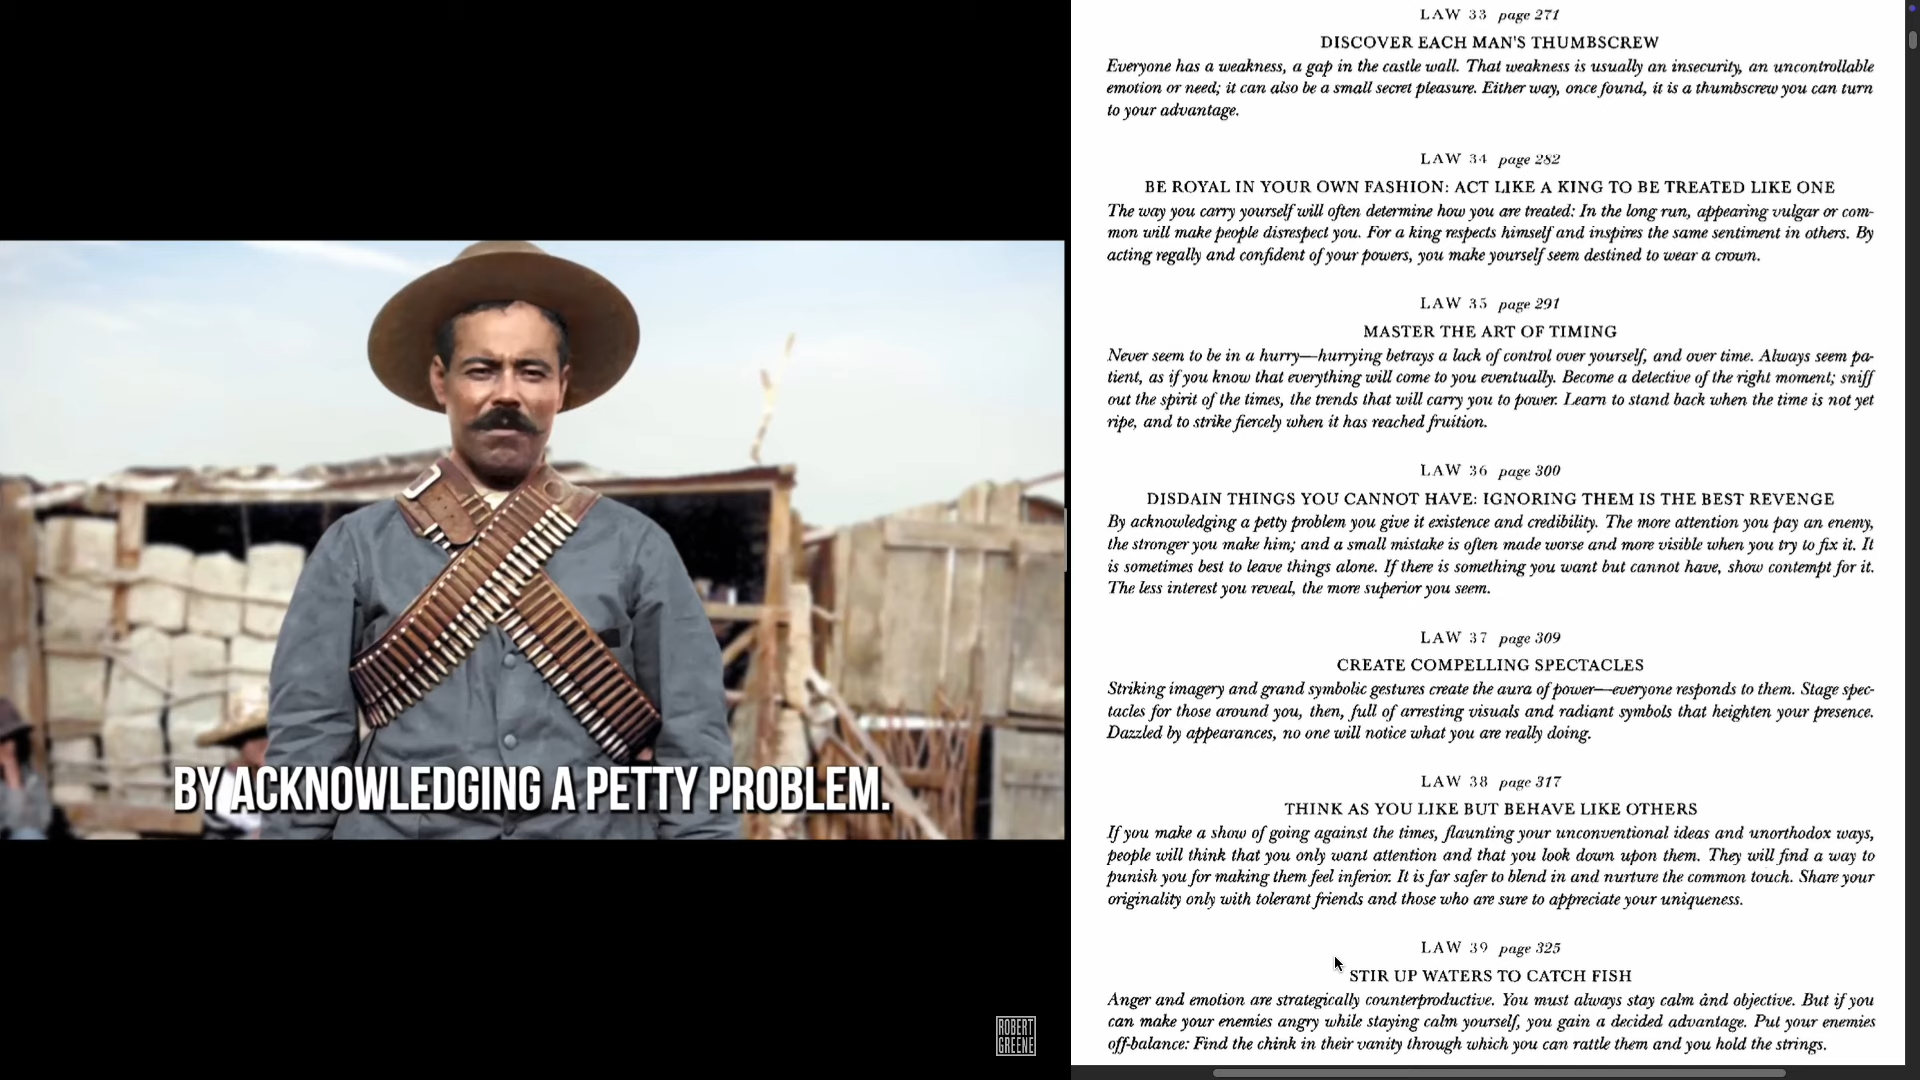 BY ACKNOWLEDGING A PETTY PROBLEM.
ROBERT
GREENE
LAW 33 page 271
DISCOVER EACH MAN'S THUMBSCREW
Everyone has a weakness, a gap in the castle wall. That weakness is usually an insecurity, an uncontrollable
emotion or need; it can also be a small secret pleasure. Either way, once found, it is a thumbscrew you can turn
to your advantage.
LAW 34 page 282
BE ROYAL IN YOUR OWN FASHION: ACT LIKE A KING TO BE TREATED LIKE ONE
The way you carry yourself will often determine how you are treated: In the long run, appearing vulgar or com-
mon will make people disrespect you. For a king respects himself and inspires the same sentiment in others. By
acting regally and confident of your powers, you make yourself seem destined to wear a crown.
LAW 35 page 291
MASTER THE ART OF TIMING
Never seem to be in a hurry—hurrying betrays a lack of control over yourself, and over time. Always seem pa-
tient, as if you know that everything will come to you eventually. Become a detective of the right moment; sniff
out the spirit of the times, the trends that will carry you to power. Learn to stand back when the time is not yet
ripe, and to strike fiercely when it has reached fruition.
LAW 36 page 300
DISDAIN THINGS YOU CANNOT HAVE: IGNORING THEM IS THE BEST REVENGE
By acknowledging a petty problem you give it existence and credibility. The more attention you pay an enemy,
the stronger you make him; and a small mistake is often made worse and more visible when you try to fix it. It
is sometimes best to leave things alone. If there is something you want but cannot have, show contempt for it.
The less interest you reveal, the more superior you seem.
LAW 37 page 309
CREATE COMPELLING SPECTACLES
Striking imagery and grand symbolic gestures create the aura of power—everyone responds to them. Stage spec-
tacles for those around you, then, full of arresting visuals and radiant symbols that heighten your presence.
Dazzled by appearances, no one will notice what you are really doing.
LAW 38 page 317
THINK AS YOU LIKE BUT BEHAVE LIKE OTHERS
If you make a show of going against the times, flaunting your unconventional ideas and unorthodox ways,
people will think that you only want attention and that you look down upon them. They will find a way to
punish you for making them feel inferior. It is far safer to blend in and nurture the common touch. Share your
originality only with tolerant friends and those who are sure to appreciate your uniqueness.
LAW 39 page 325
STIR UP WATERS TO CATCH FISH
Anger and emotion are strategically counterproductive. You must always stay calm and objective. But if you
can make your enemies angry while staying calm yourself, you gain a decided advantage. Put your enemies
off-balance: Find the chink in their vanity through which you can rattle them and you hold the strings.